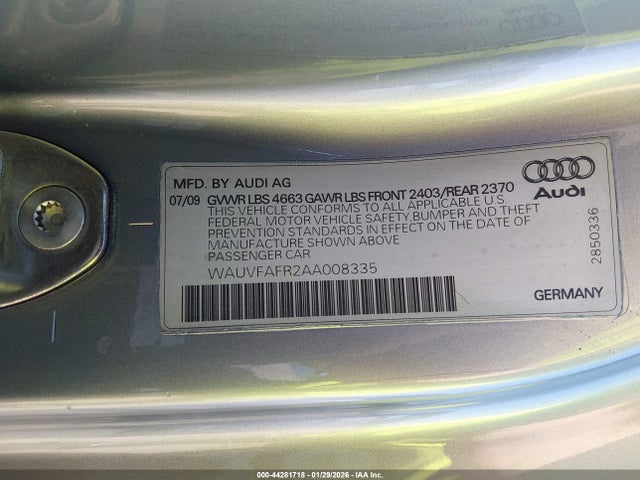 MFD. BY AUDI AG
07/09 GVWR LBS 4663 GAWR LBS FRONT 2403/REAR 2370
THIS VEHICLE CONFORMS TO ALL APPLICABLE U S
FEDERAL MOTOR VEHICLE SAFETY, BUMPER AND THEFT
PREVENTION STANDARDS IN EFFECT ON THE DATE OF
MANUFACTURE SHOWN ABOVE
PASSENGER CAR
WAUVFAFR2AA008335
Audi
2850336
GERMANY
000-44281718 - 01/29/2026 - IAA Inc.